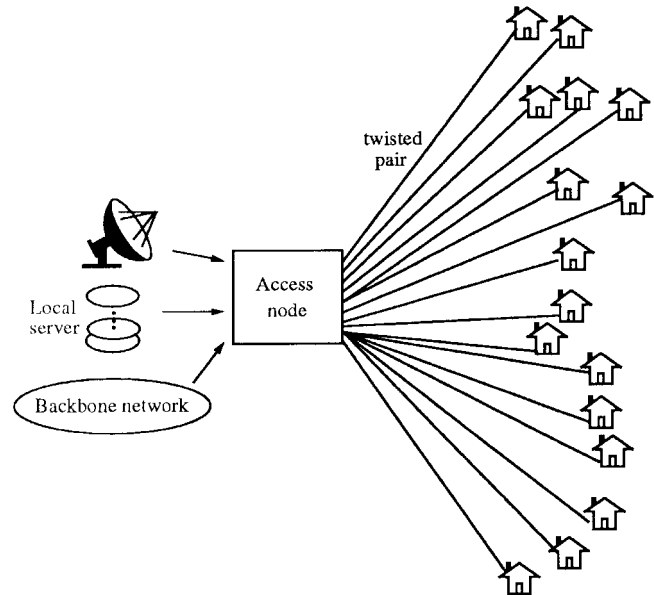 twisted
pair
Access
node
Local
server
Backbone network